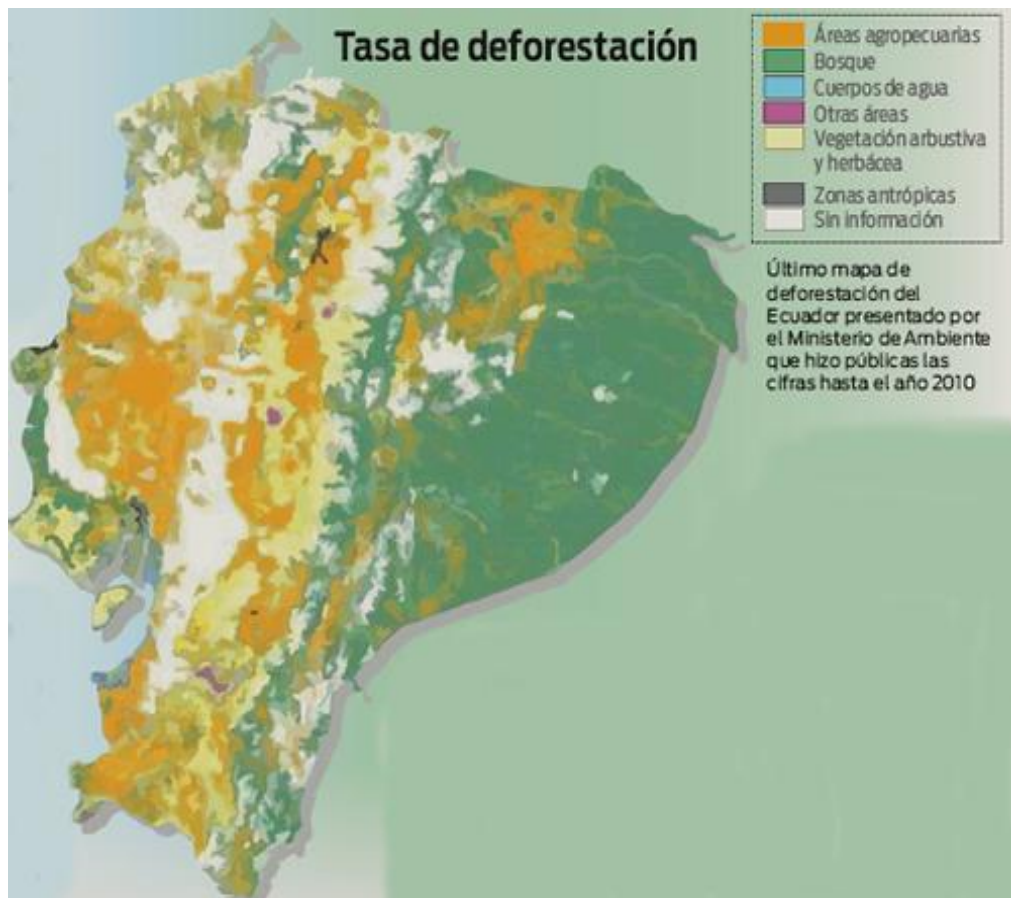 Tasa de deforestación
Áreas agropecuarias
Bosque
Cuerpos de agua
Otras áreas
Vegetación arbustiva
y herbácea
Zonas antrópicas
Sin información
Último mapa de
deforestación del
Ecuador presentado por
el Ministerio de Ambiente
que hizo públicas las
cifras hasta el año 2010